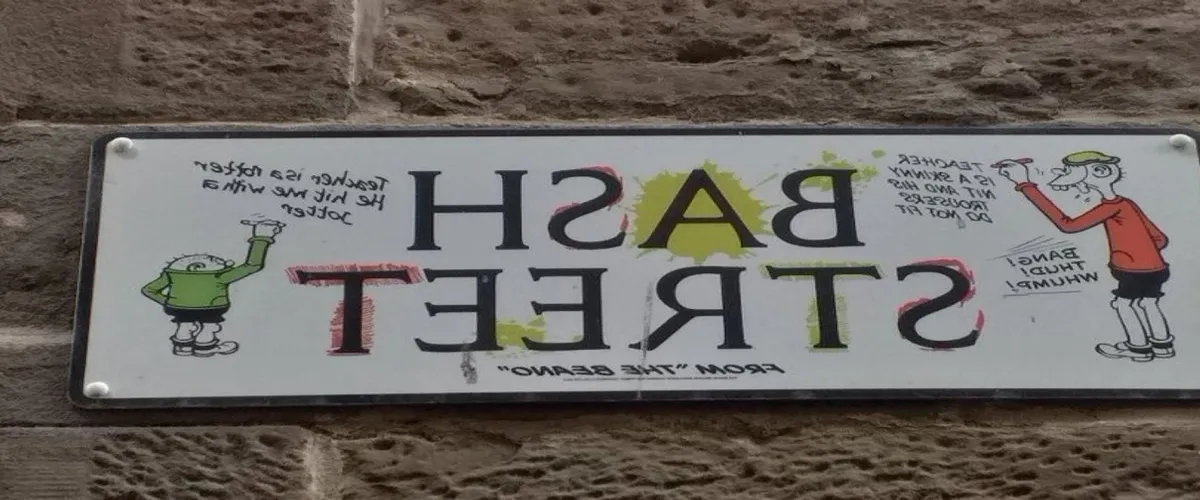 TEACHER
IS A SKINNY
NIT AND HIS
TROUSERS
DO NOT FIT
BANG!
THUD!
WHUMP!
BASH
STREET
Teacher is a rotter
He hit me with a
jotter
FROM "THE BEANO"